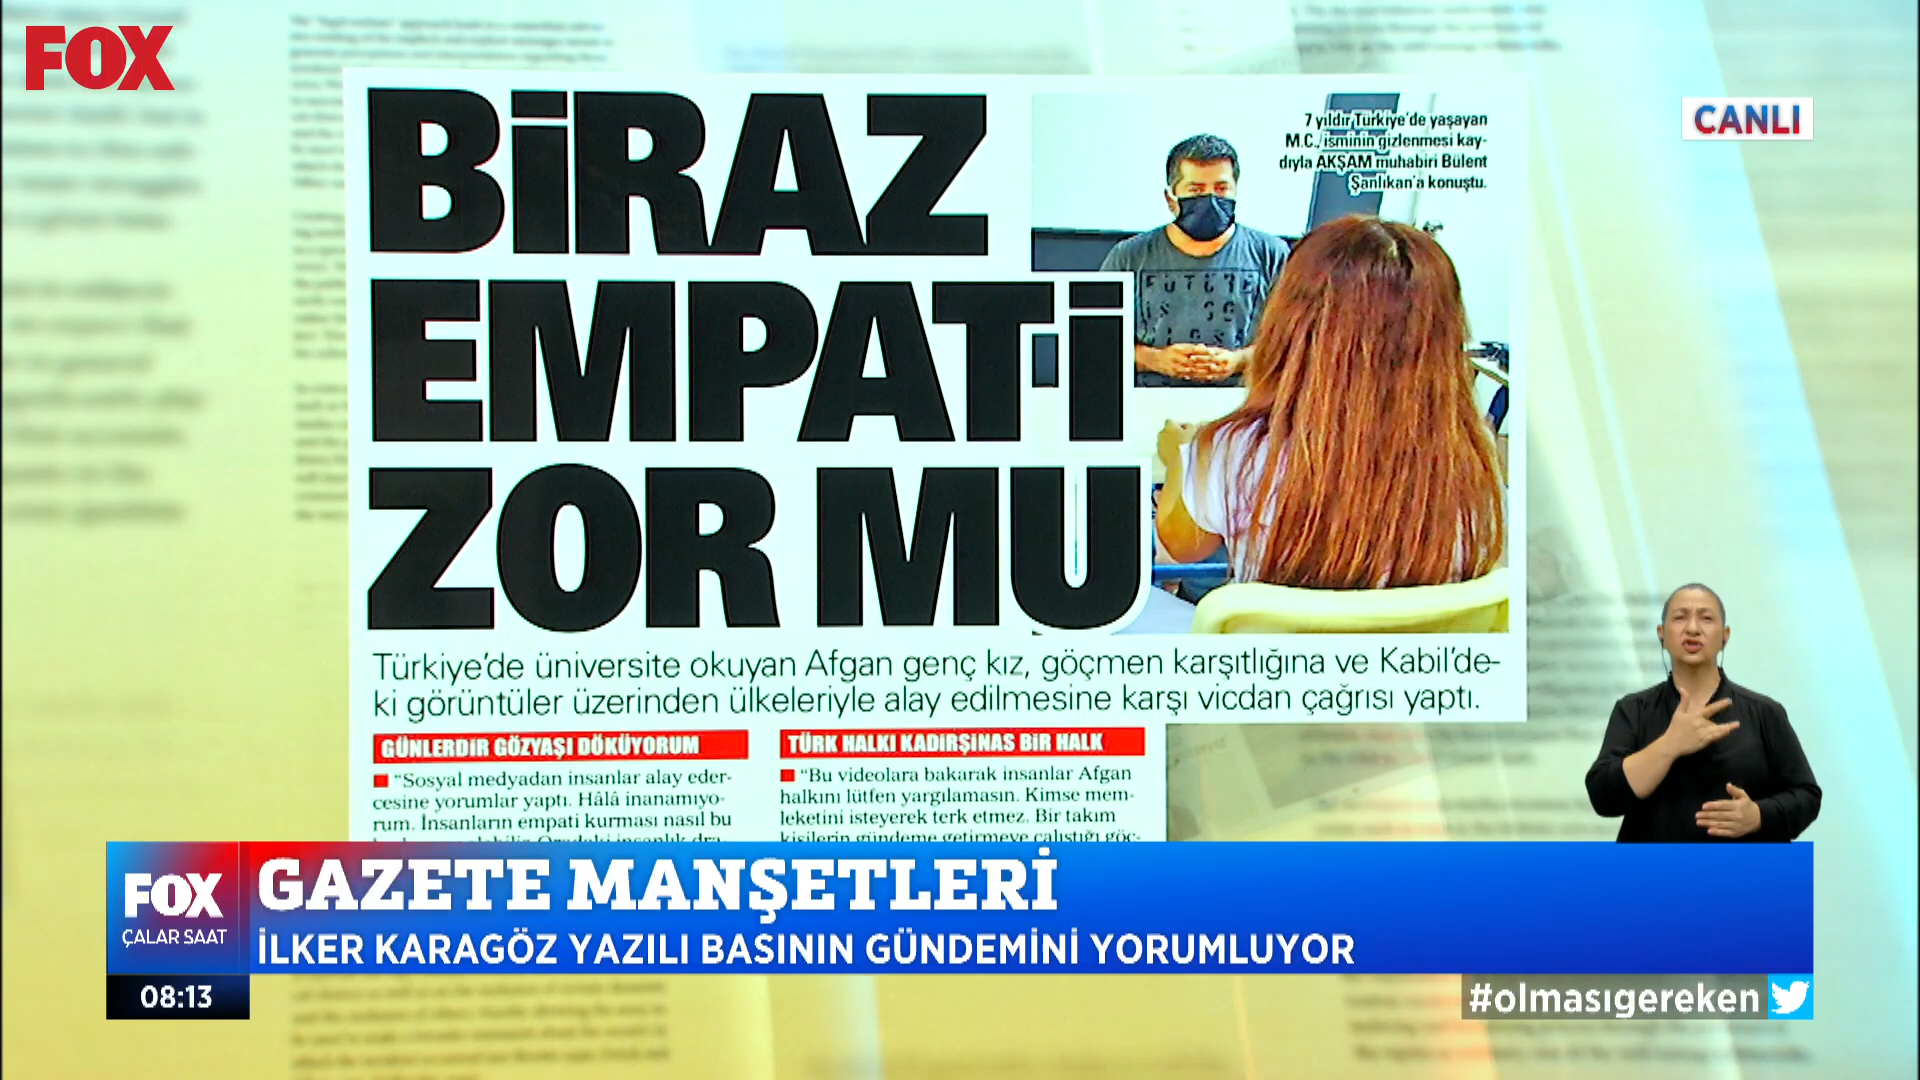 FOX
CANLI
BİRAZ
EMPATİ
ZOR MU
7 yıldır Türkiye'de yaşayan
M.C., isminin gizlenmesi kay-
dıyla AKŞAM muhabiri Bülent
Şanlıkan'a konuştu.
Türkiye'de üniversite okuyan Afgan genç kız, göçmen karşıtlığına ve Kabil'de-
ki görüntüler üzerinden ülkeleriyle alay edilmesine karşı vicdan çağrısı yaptı.
GÜNLERDİR GÖZYAŞI DÖKÜYORUM
"Sosyal medyadan insanlar alay eder-
cesine yorumlar yaptı. Hâlâ inanamıyo-
rum. İnsanların empati kurması nasıl bu
TÜRK HALKI KADİRŞİNAS BİR HALK
"Bu videolara bakarak insanlar Afgan
halkını lütfen yargılamasın. Kimse mem-
leketini isteyerek terk etmez. Bir takım
kişilerin gündeme getirmeye çalıştığı göç-
FOX
ÇALAR SAAT
GAZETE MANŞETLERİ
İLKER KARAGÖZ YAZILI BASININ GÜNDEMİNİ YORUMLUYOR
08:13
#olmasıgereken